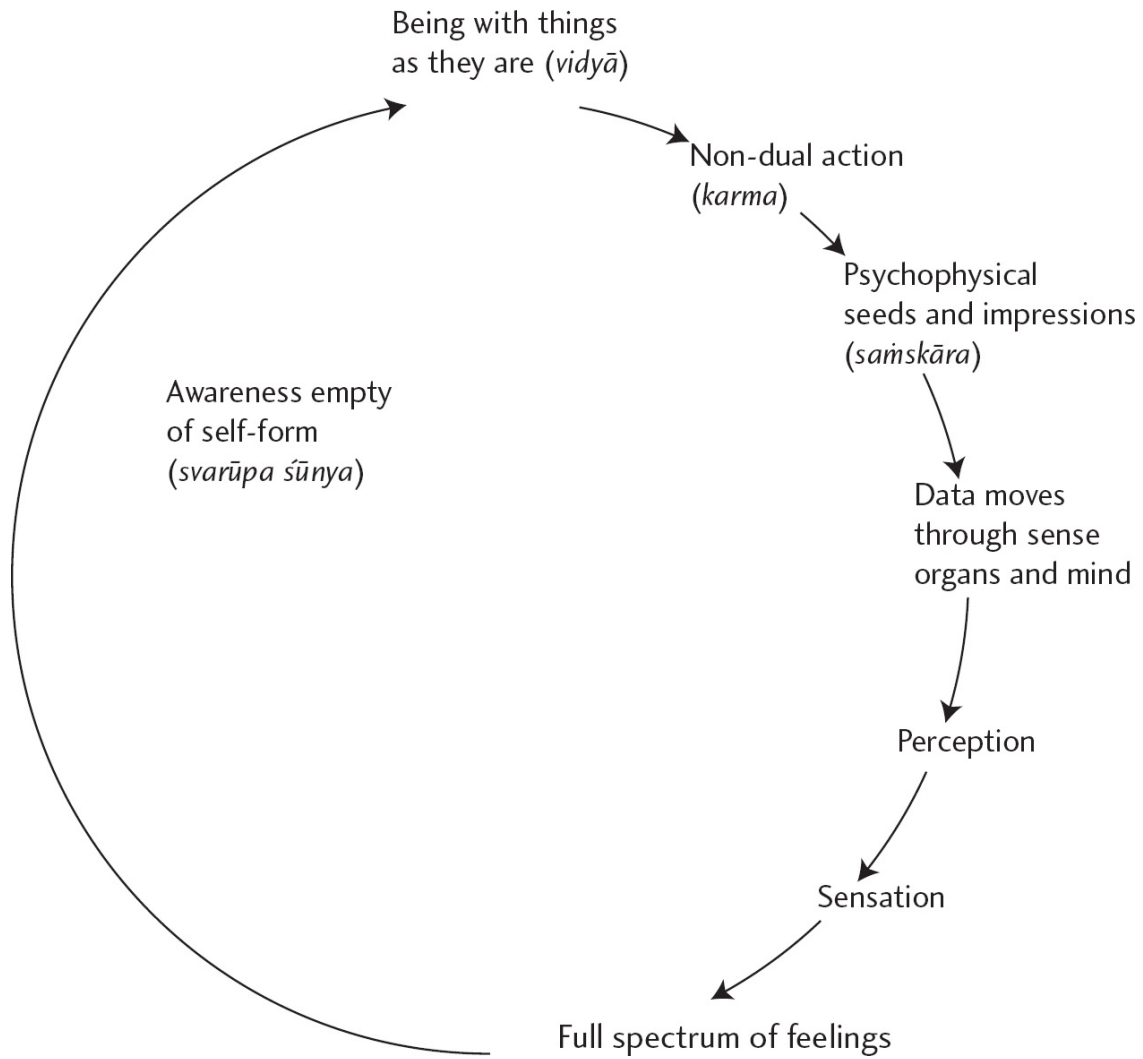 Being with things
as they are (vidyā)
Non-dual action
(karma)
Psychophysical
seeds and impressions
(saṁskāra)
Awareness empty
of self-form
(svarūpa śūnya)
Data moves
through sense
organs and mind
Perception
Sensation
Full spectrum of feelings